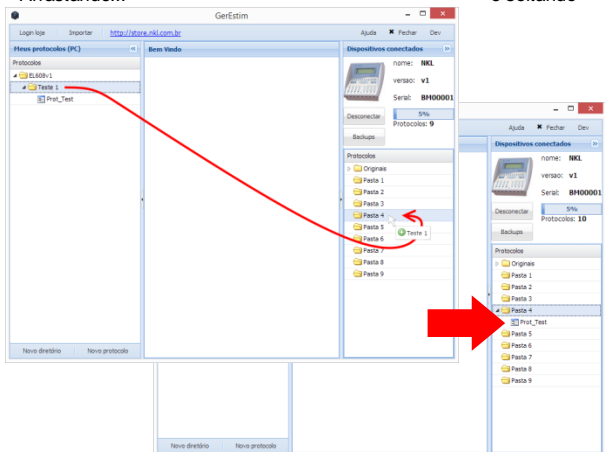 Arrastando...
e soltando
GerEstim
Login loja Importar http://store.nkl.com.br Ajuda Fechar Dev
Meus protocolos (PC) Bem Vindo Dispositivos conectados
Protocolos
EL608v1
Teste 1
Prot_Test
nome: NKL
versao: v1
Serial: BM00001
Desconectar 5%
Protocolos: 9
Backups
Protocolos
Originais
Pasta 1
Pasta 2
Pasta 3
Pasta 4
Pasta 5
Teste 1
Pasta 6
Pasta 7
Pasta 8
Pasta 9
Novo diretório Novo protocolo
Ajuda Fechar Dev
Dispositivos conectados
nome: NKL
versao: v1
Serial: BM00001
Desconectar 5%
Protocolos: 10
Backups
Protocolos
Originais
Pasta 1
Pasta 2
Pasta 3
Pasta 4
Prot_Test
Pasta 5
Pasta 6
Pasta 7
Pasta 8
Pasta 9
Novo diretório Novo protocolo